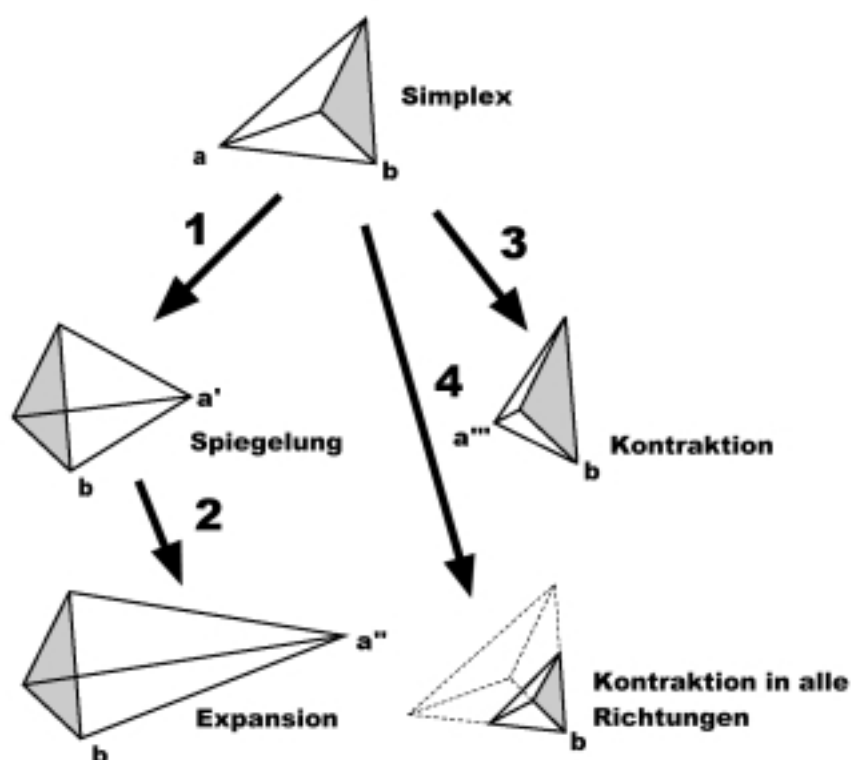 Simplex
a
b
1
3
4
a'
a'''
Spiegelung
Kontraktion
b
b
2
a''
Expansion
Kontraktion in alle
Richtungen
b
b